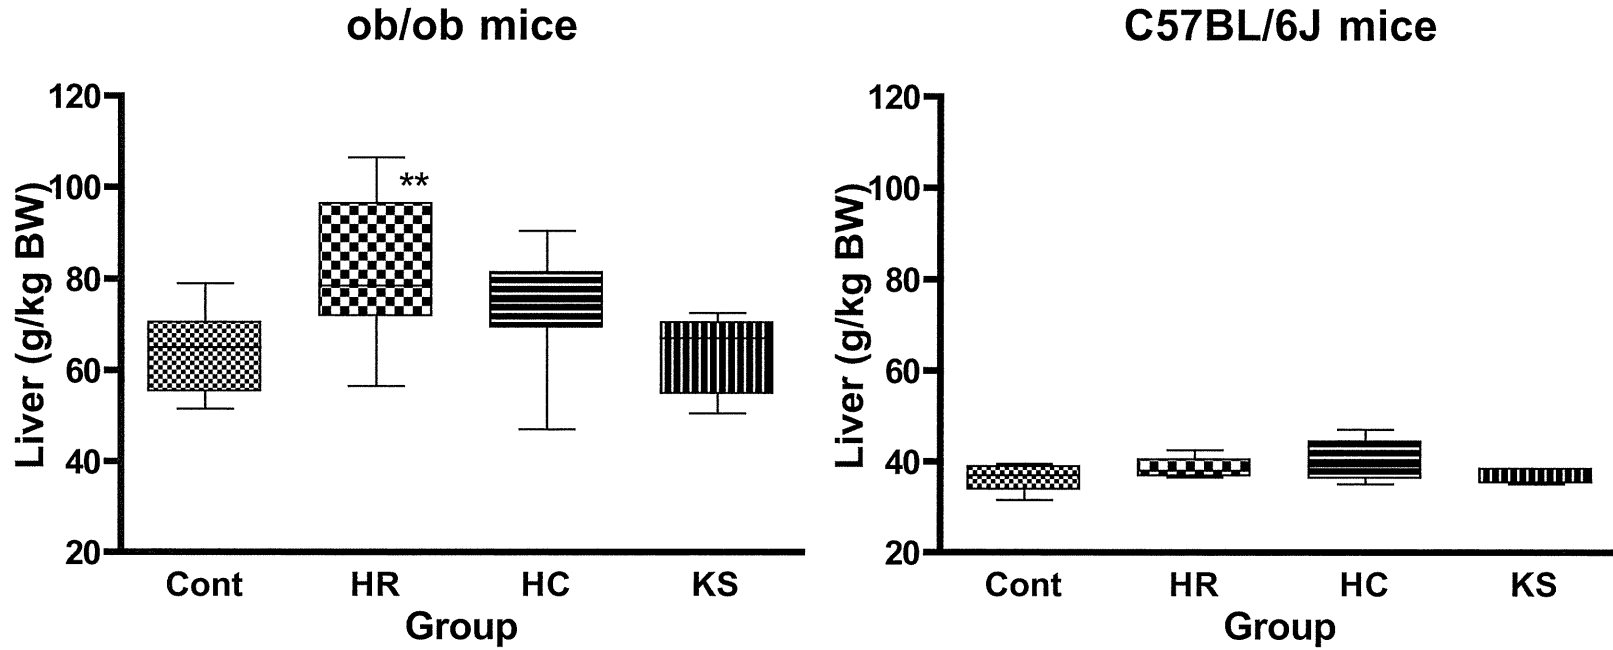 ob/ob mice
120
100
80
60
40
20
Liver (g/kg BW)
**
Cont HR HC KS
Group
C57BL/6J mice
120
100
80
60
40
20
Liver (g/kg BW)
Cont HR HC KS
Group